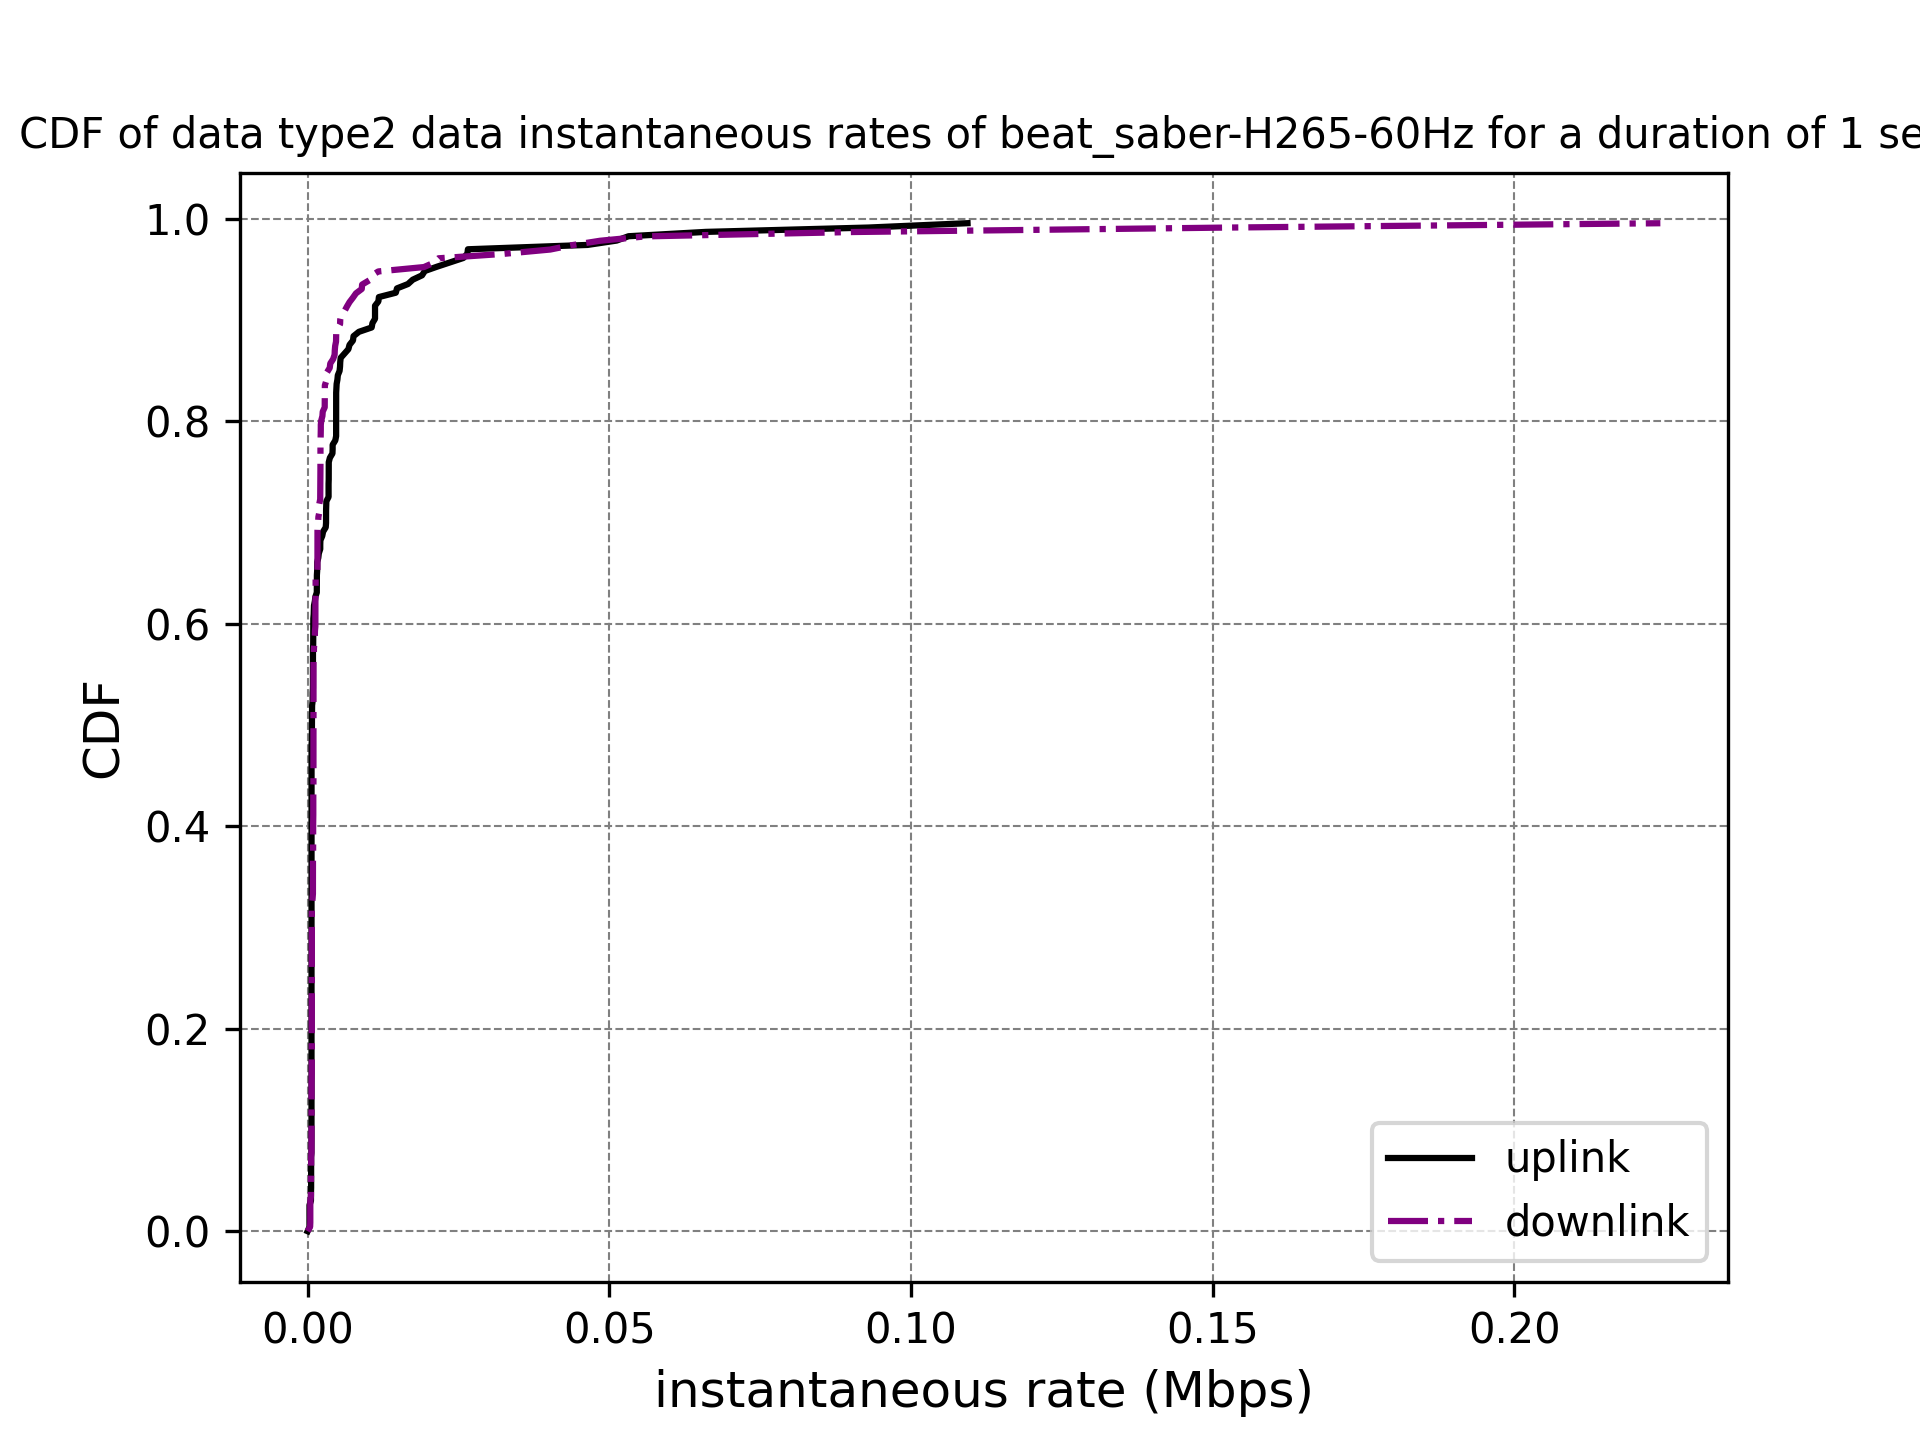 CDF of data type2 data instantaneous rates of beat_saber-H265-60Hz for a duration of 1 se
1.0
0.8
0.6
0.4
0.2
0.0
CDF
0.00 0.05 0.10 0.15 0.20
instantaneous rate (Mbps)
uplink
downlink